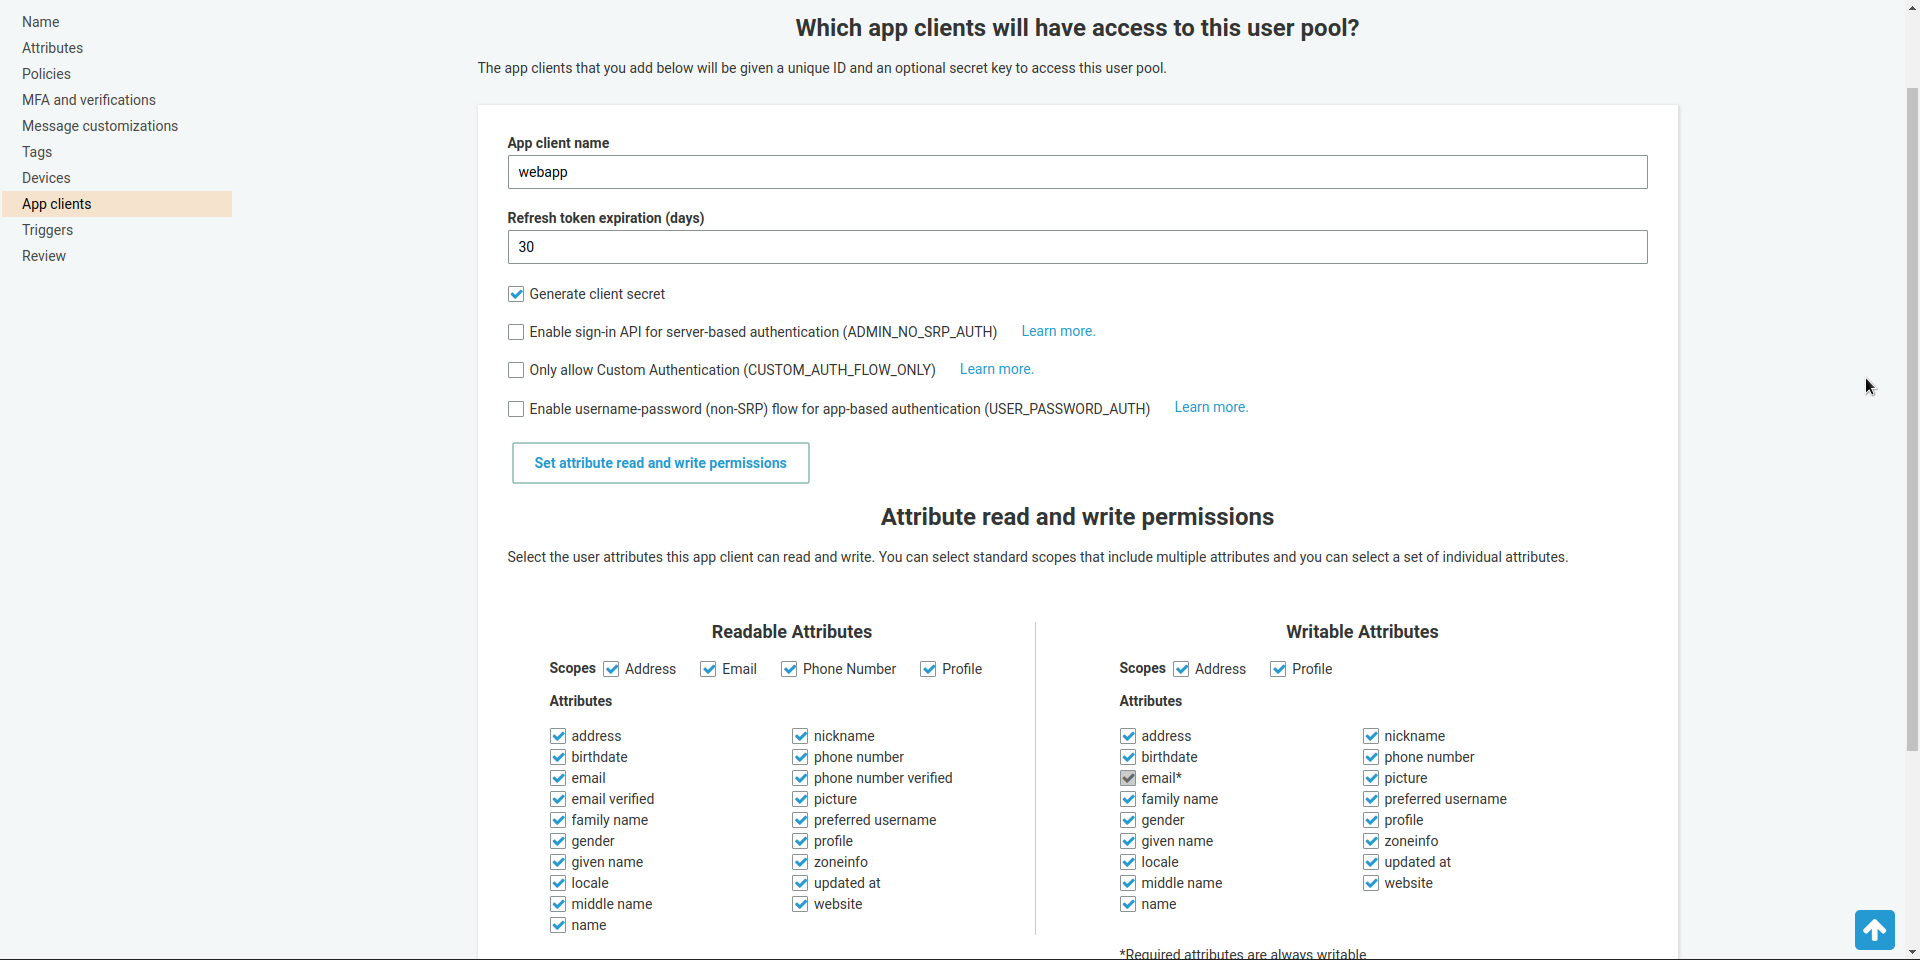 Name
Attributes
Policies
MFA and verifications
Message customizations
Tags
Devices
App clients
Triggers
Review
Which app clients will have access to this user pool?
The app clients that you add below will be given a unique ID and an optional secret key to access this user pool.
App client name
webapp
Refresh token expiration (days)
30
Generate client secret
Enable sign-in API for server-based authentication (ADMIN_NO_SRP_AUTH) Learn more.
Only allow Custom Authentication (CUSTOM_AUTH_FLOW_ONLY) Learn more.
Enable username-password (non-SRP) flow for app-based authentication (USER_PASSWORD_AUTH) Learn more.
Set attribute read and write permissions
Attribute read and write permissions
Select the user attributes this app client can read and write. You can select standard scopes that include multiple attributes and you can select a set of individual attributes.
Readable Attributes
Scopes Address Email Phone Number Profile
Attributes
address
birthdate
email
email verified
family name
gender
given name
locale
middle name
name
nickname
phone number
phone number verified
picture
preferred username
profile
zoneinfo
updated at
website
Writable Attributes
Scopes Address Profile
Attributes
address
birthdate
email*
family name
gender
given name
locale
middle name
name
nickname
phone number
picture
preferred username
profile
zoneinfo
updated at
website
*Required attributes are always writable